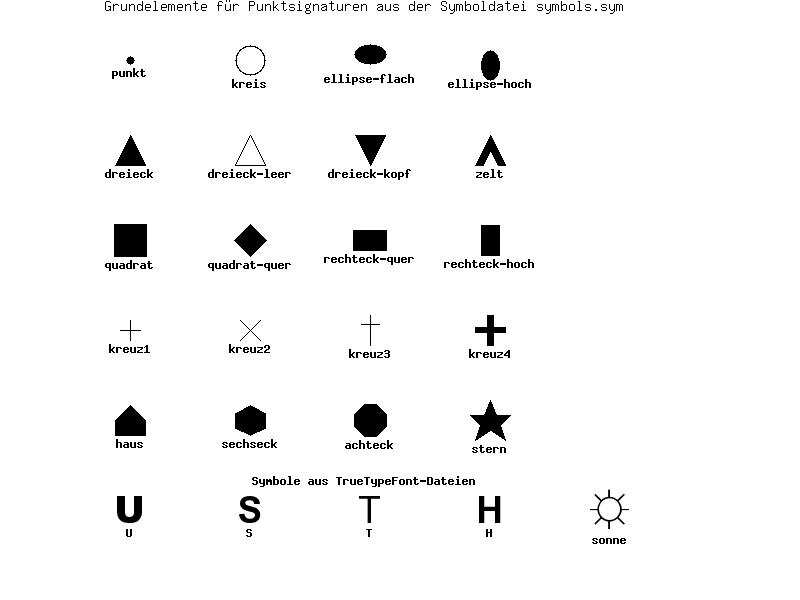 Grundelemente für Punktsignaturen aus der Symboldatei symbols.sym
punkt kreis ellipse-flach ellipse-hoch
dreieck dreieck-leer dreieck-kopf zelt
quadrat quadrat-quer rechteck-quer rechteck-hoch
kreuz1 kreuz2 kreuz3 kreuz4
haus sechseck achteck stern
Symbole aus TrueTypeFont-Dateien
U S T H
U S T H sonne